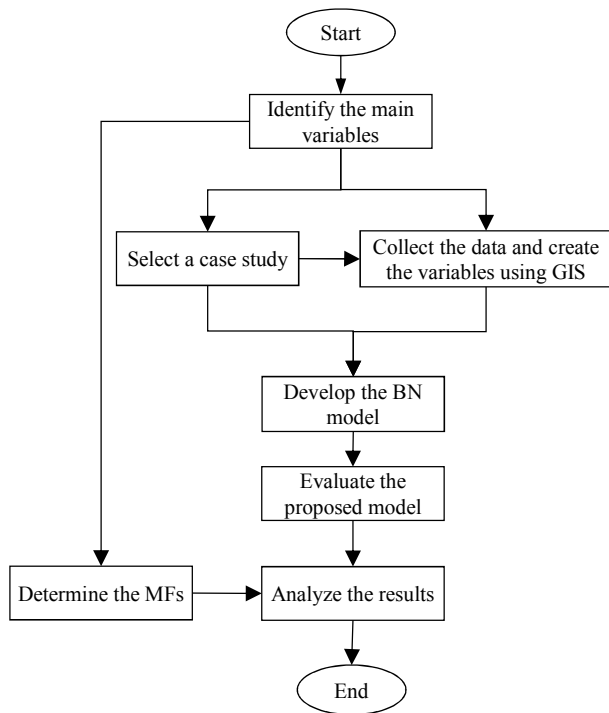 Start
Identify the main
variables
Select a case study
Collect the data and create
the variables using GIS
Develop the BN
model
Evaluate the
proposed model
Determine the MFs
Analyze the results
End